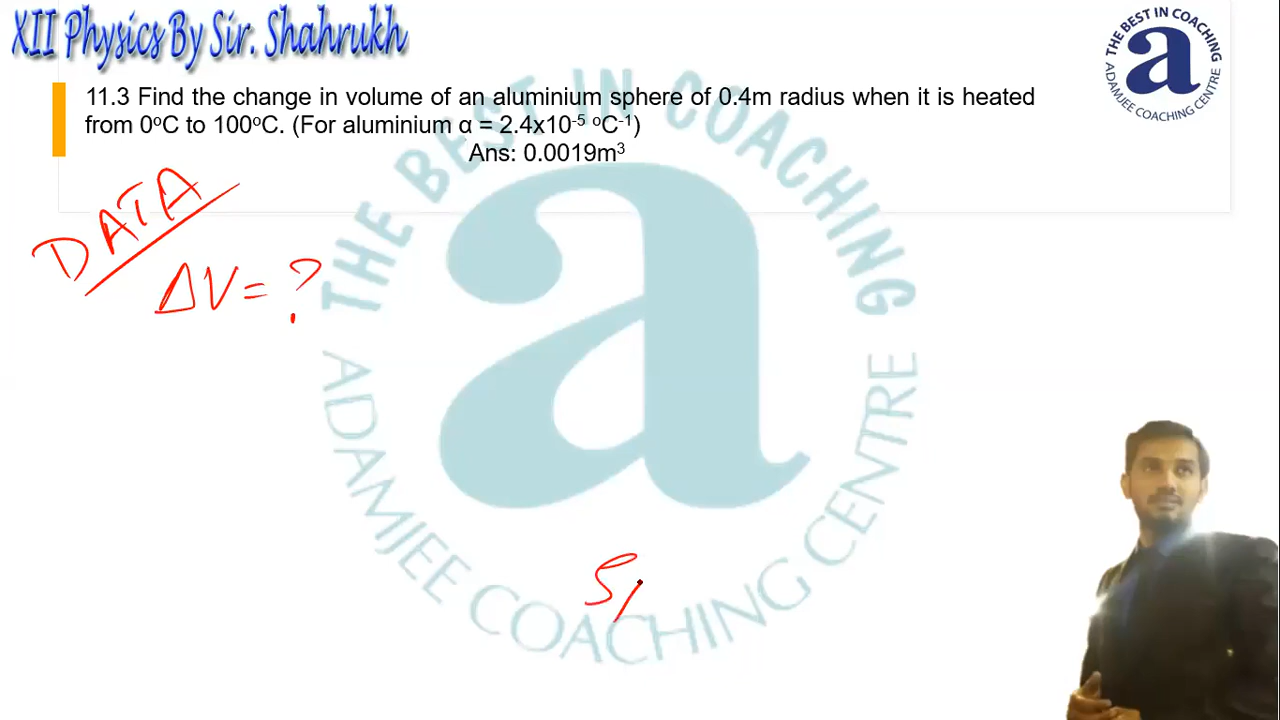 XII Physics By Sir. Shahrukh
THE BEST IN COACHING
a
ADAMJEE COACHING CENTRE
11.3 Find the change in volume of an aluminium sphere of 0.4m radius when it is heated
from 0ºC to 100ºC. (For aluminium α = 2.4x10⁻⁵ ºC⁻¹)
Ans: 0.0019m³
DATA
ΔV = ?
THE BEST IN COACHING
a
ADAMJEE COACHING CENTRE